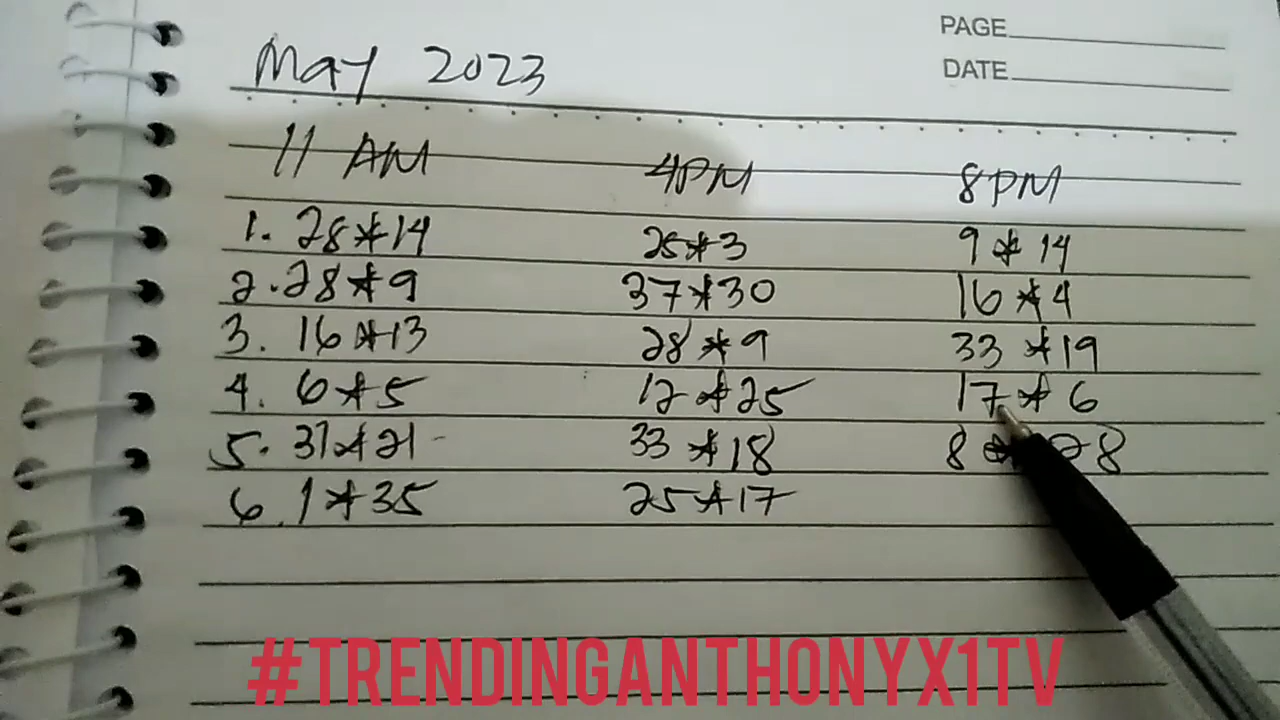 PAGE
DATE
May 2023
11 AM 4PM 8PM
1. 28*14 25*3 9*14
2. 28*9 37*30 16*4
3. 16*13 28*9 33*19
4. 6*5 12*25 17*6
5. 31*21 33*18 8*28
6. 1*35 25*17
#TRENDINGANTHONYX1TV